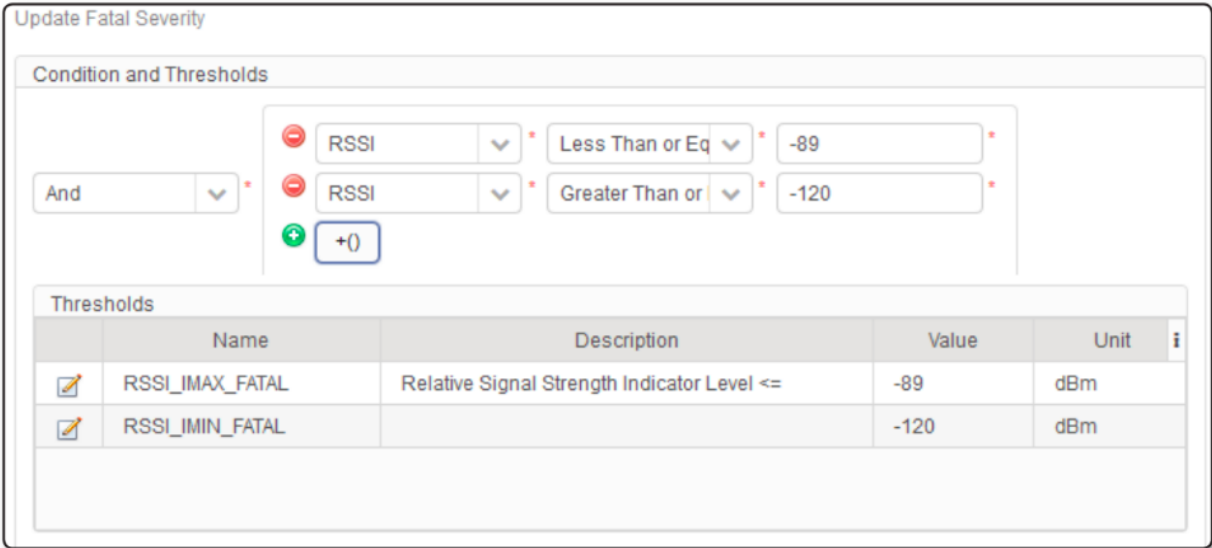 Update Fatal Severity
Condition and Thresholds
RSSI * Less Than or Eq * -89 *
And * RSSI * Greater Than or * -120 *
+()
Thresholds
Name Description Value Unit
RSSI_IMAX_FATAL Relative Signal Strength Indicator Level <= -89 dBm
RSSI_IMIN_FATAL -120 dBm